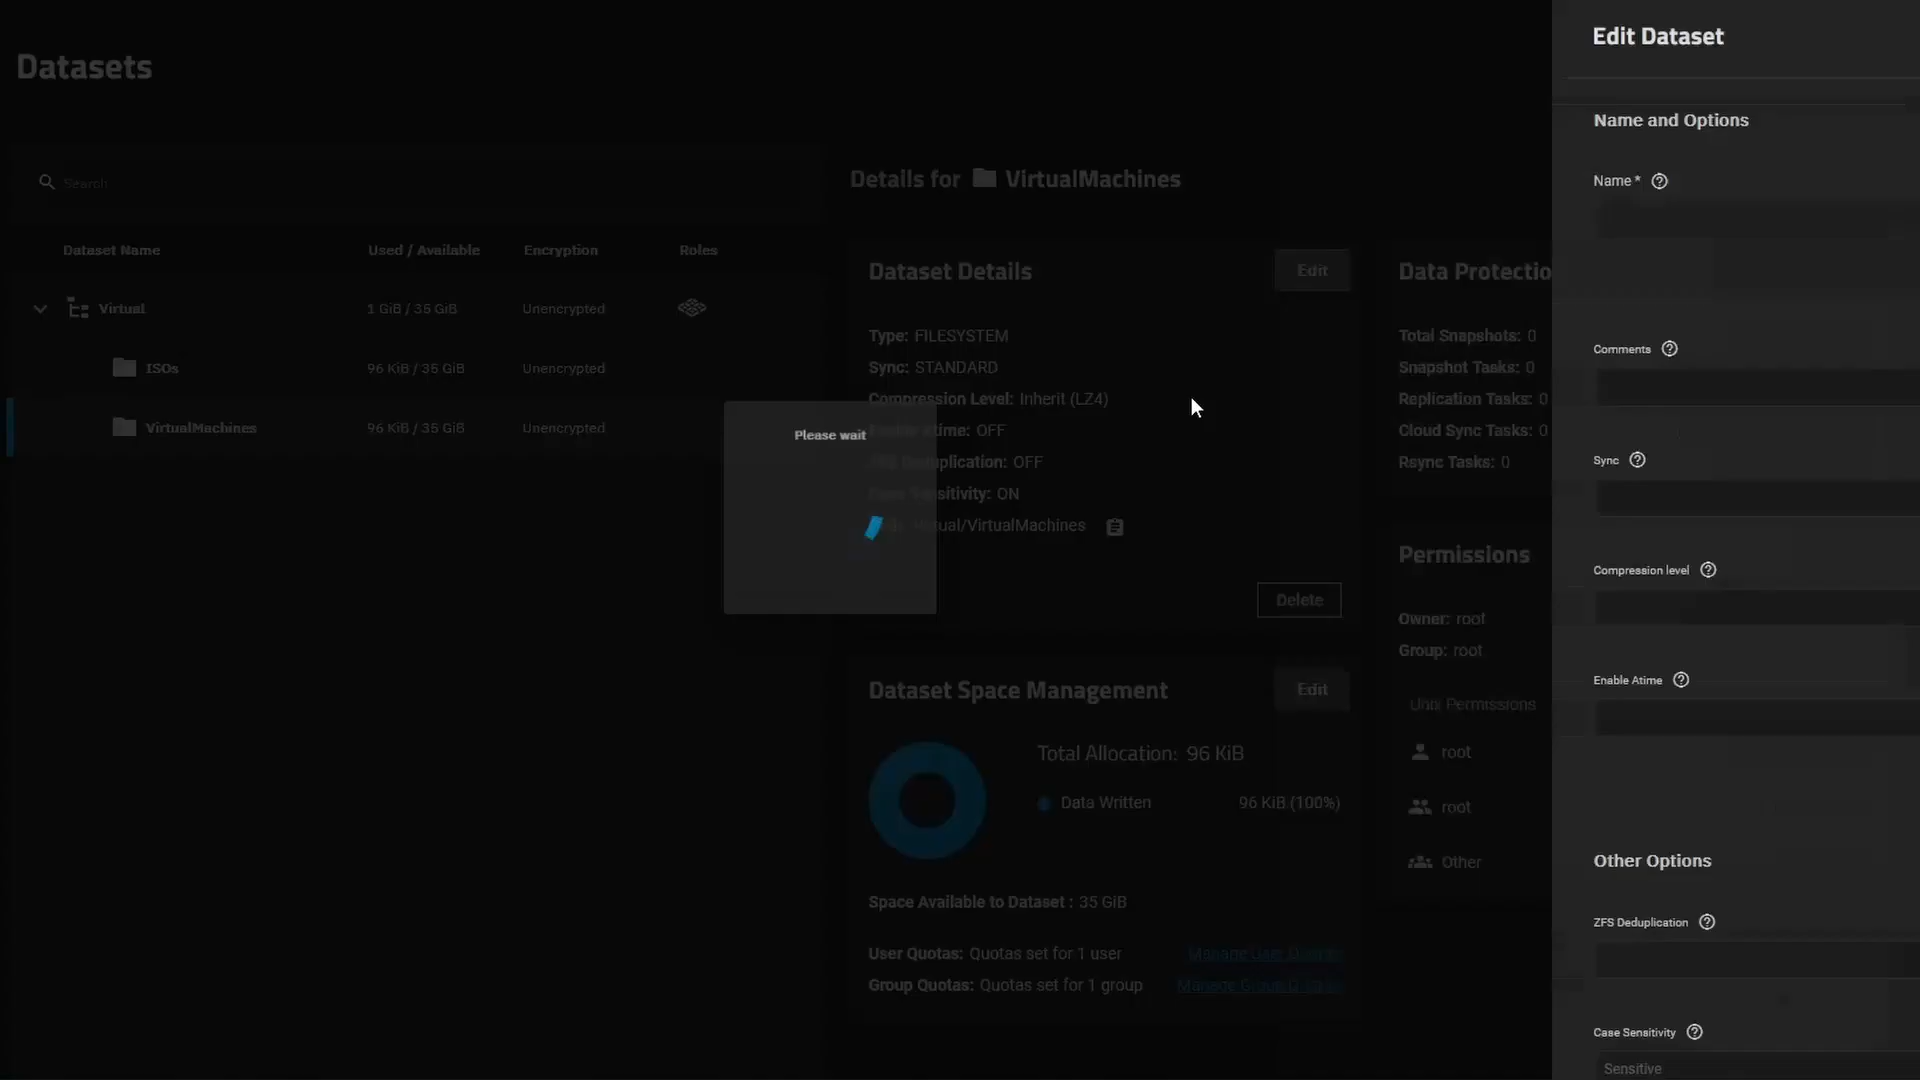 Datasets
Search
Dataset Name
Used / Available
Encryption
Roles
Virtual
1 GiB / 35 GiB
Unencrypted
ISOs
96 KiB / 35 GiB
Unencrypted
VirtualMachines
96 KiB / 35 GiB
Unencrypted
Please wait
Details for VirtualMachines
Dataset Details
Edit
Type: FILESYSTEM
Sync: STANDARD
Compression Level: Inherit (LZ4)
OFF
OFF
ON
/VirtualMachines
Delete
Dataset Space Management
Edit
Total Allocation: 96 KiB
Data Written
96 KiB (100%)
Space Available to Dataset : 35 GiB
User Quotas: Quotas set for 1 user
Manage User
Group Quotas: Quotas set for 1 group
Manage Group
Data Protectio
Total Snapshots: 0
Snapshot Tasks: 0
Replication Tasks: 0
Cloud Sync Tasks: 0
Rsync Tasks: 0
Permissions
Owner: root
Group: root
Unix Permissions
root
root
Other
Edit Dataset
Name and Options
Name *
Comments
Sync
Compression level
Enable Atime
Other Options
ZFS Deduplication
Case Sensitivity
Sensitive